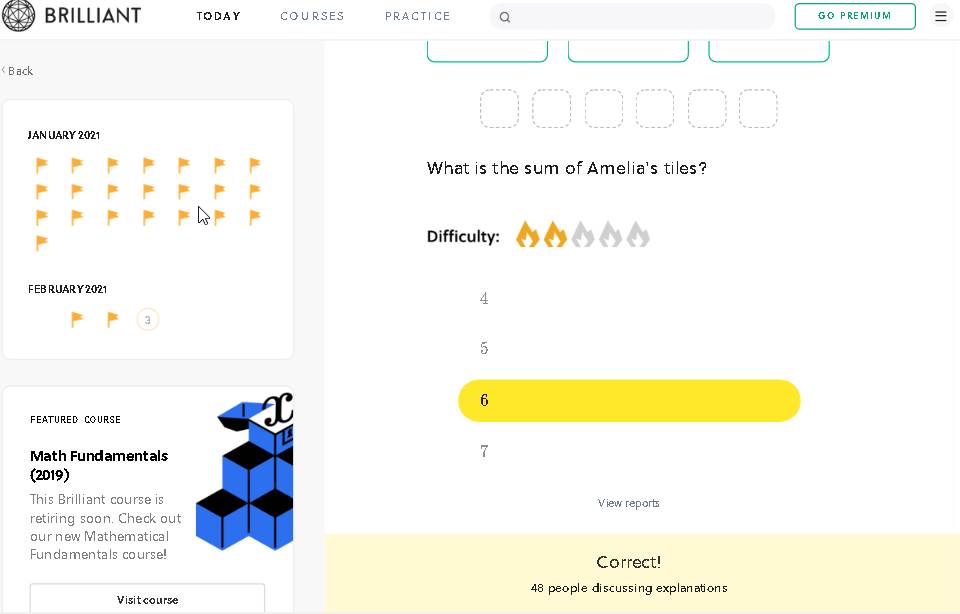 BRILLIANT
TODAY
COURSES
PRACTICE
GO PREMIUM
Back
JANUARY 2021
FEBRUARY 2021
3
FEATURED COURSE
Math Fundamentals
(2019)
This Brilliant course is
retiring soon. Check out
our new Mathematical
Fundamentals course!
Visit course
What is the sum of Amelia's tiles?
Difficulty:
4
5
6
7
View reports
Correct!
48 people discussing explanations